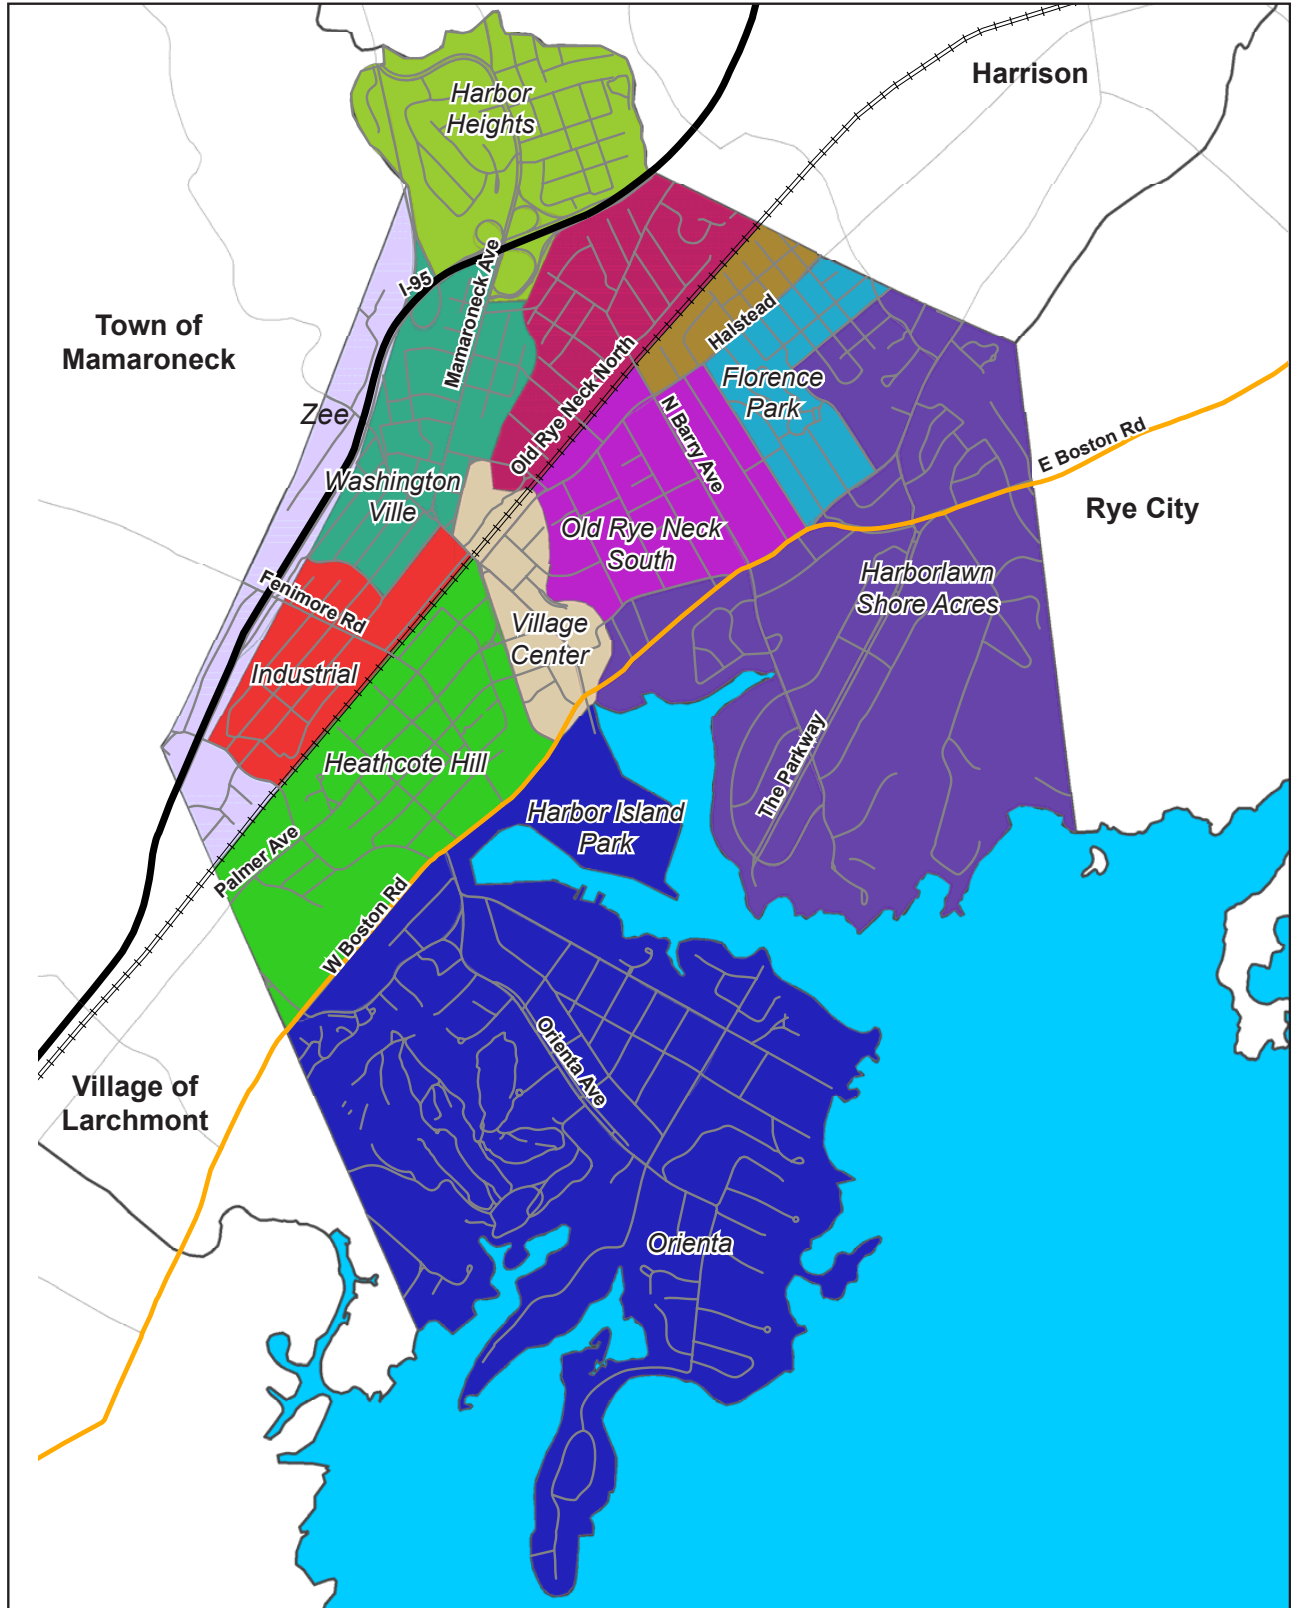 Harbor
Heights
Harrison
I-95
Mamaroneck Ave
Town of
Mamaroneck
Halstead
Old Rye Neck North
Florence
Park
Zee
N Barry Ave
E Boston Rd
Washington
Ville
Rye City
Old Rye Neck
South
Harborlawn
Shore Acres
Fenimore Rd
Village
Center
Industrial
Heathcote Hill
The Parkway
Harbor Island
Park
Palmer Ave
W Boston Rd
Orienta Ave
Village of
Larchmont
Orienta